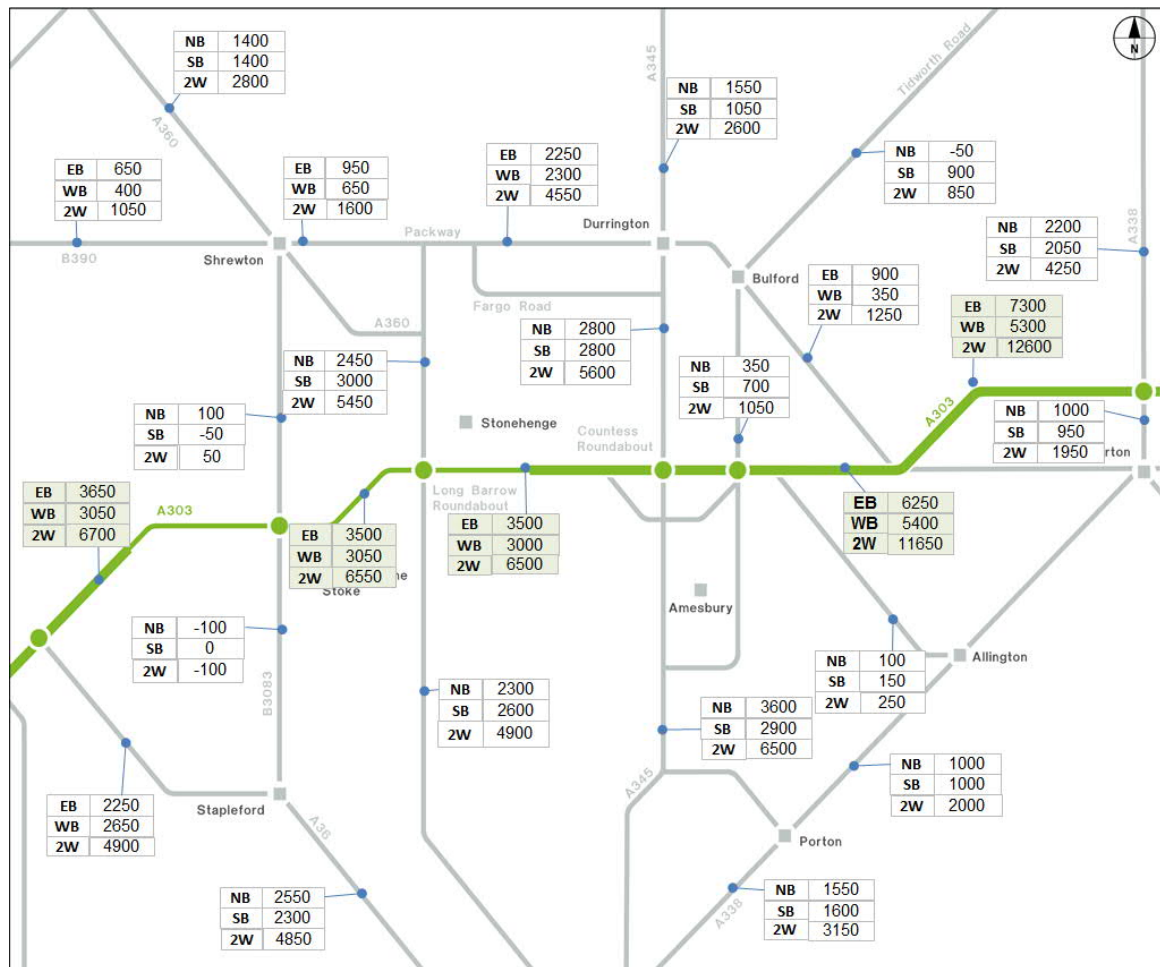 N
NB 1400
SB 1400
2W 2800
A360
A345
NB 1550
SB 1050
2W 2600
Tidworth Road
NB -50
SB 900
2W 850
EB 650
WB 400
2W 1050
EB 950
WB 650
2W 1600
EB 2250
WB 2300
2W 4550
Durrington
A338
NB 2200
SB 2050
2W 4250
B390
Shrewton
Packway
Fargo Road
Bulford
EB 900
WB 350
2W 1250
EB 7300
WB 5300
2W 12600
A360
NB 2800
SB 2800
2W 5600
NB 2450
SB 3000
2W 5450
NB 350
SB 700
2W 1050
NB 100
SB -50
2W 50
Stonehenge
Countess
Roundabout
A303
NB 1000
SB 950
2W 1950
rton
EB 3650
WB 3050
2W 6700
A303
Long Barrow
Roundabout
EB 3500
WB 3050
2W 6550
ne
Stoke
EB 3500
WB 3000
2W 6500
EB 6250
WB 5400
2W 11650
Amesbury
NB -100
SB 0
2W -100
B3083
NB 100
SB 150
2W 250
Allington
NB 2300
SB 2600
2W 4900
NB 3600
SB 2900
2W 6500
NB 1000
SB 1000
2W 2000
A345
EB 2250
WB 2650
2W 4900
Stapleford
A36
Porton
NB 2550
SB 2300
2W 4850
A338
NB 1550
SB 1600
2W 3150